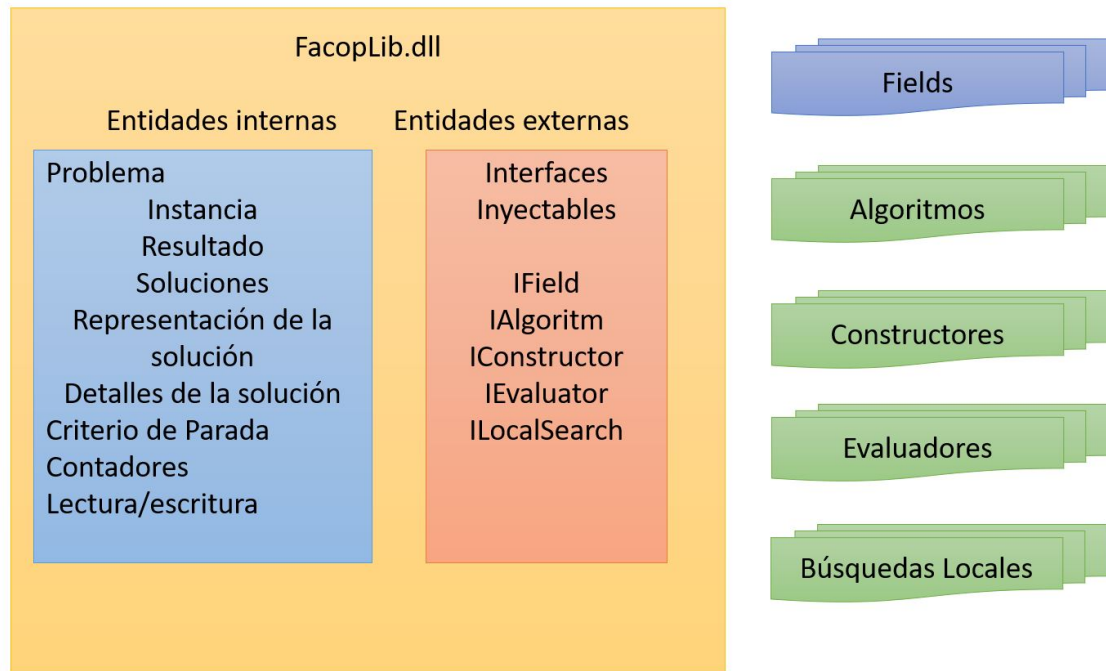 FacopLib.dll
Entidades internas
Problema
Instancia
Resultado
Soluciones
Representación de la
solución
Detalles de la solución
Criterio de Parada
Contadores
Lectura/escritura
Entidades externas
Interfaces
Inyectables
IField
IAlgoritm
IConstructor
IEvaluator
ILocalSearch
Fields
Algoritmos
Constructores
Evaluadores
Búsquedas Locales